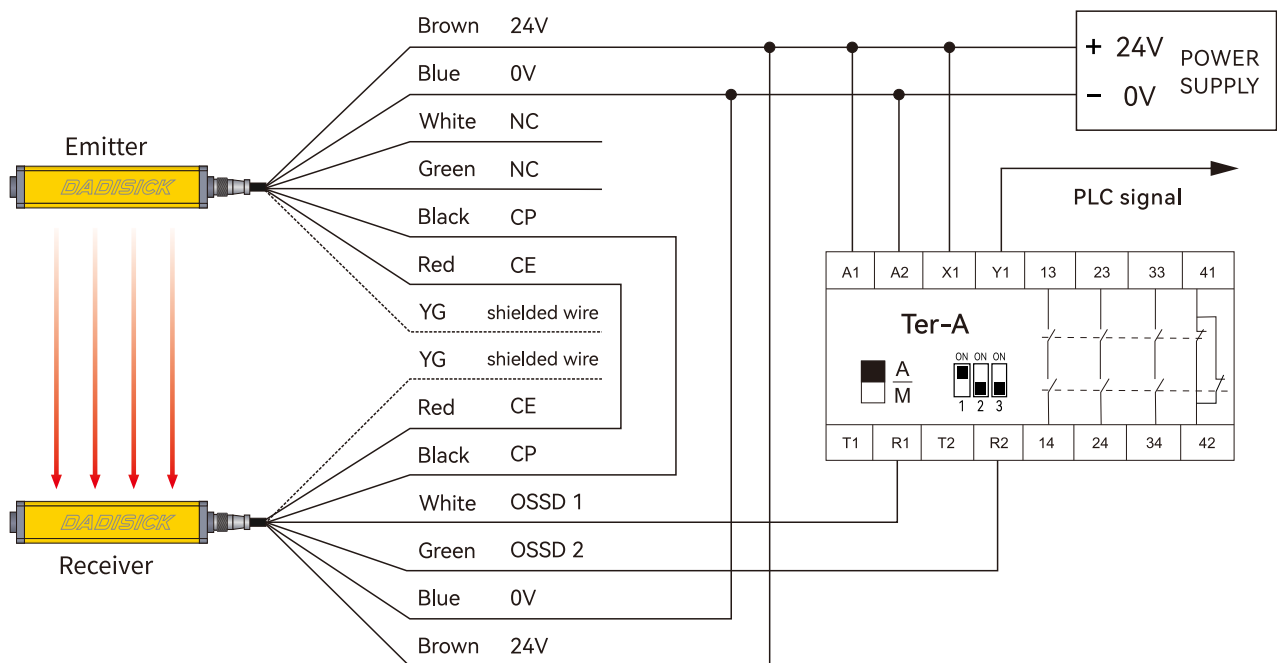 Brown 24V
Blue 0V
White NC
Green NC
Black CP
Red CE
YG shielded wire
YG shielded wire
Red CE
Black CP
White OSSD 1
Green OSSD 2
Blue 0V
Brown 24V
Emitter
DADISICK
DADISICK
Receiver
+ 24V
- 0V
POWER
SUPPLY
PLC signal
A1 A2 X1 Y1 13 23 33 41
Ter-A
A
M
ON ON ON
1 2 3
T1 R1 T2 R2 14 24 34 42